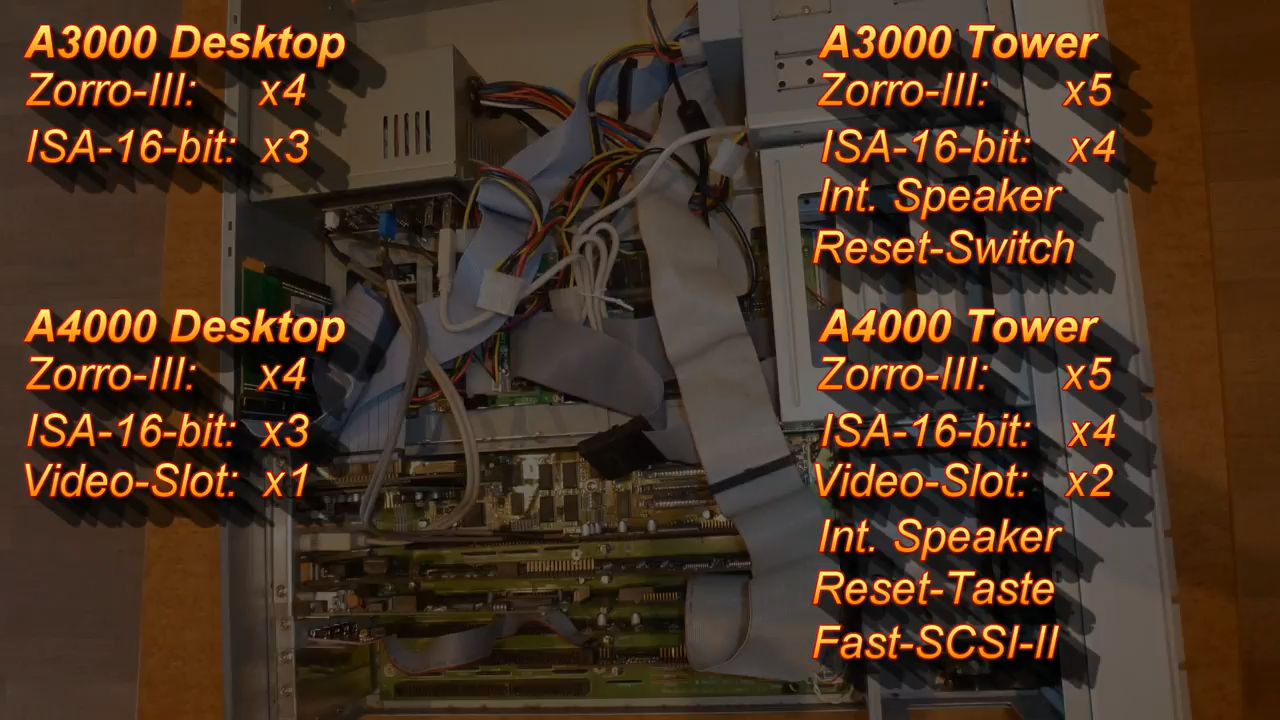 A3000 Desktop
Zorro-III: x4
ISA-16-bit: x3
A3000 Tower
Zorro-III: x5
ISA-16-bit: x4
Int. Speaker
Reset-Switch
A4000 Desktop
Zorro-III: x4
ISA-16-bit: x3
Video-Slot: x1
A4000 Tower
Zorro-III: x5
ISA-16-bit: x4
Video-Slot: x2
Int. Speaker
Reset-Taste
Fast-SCSI-II